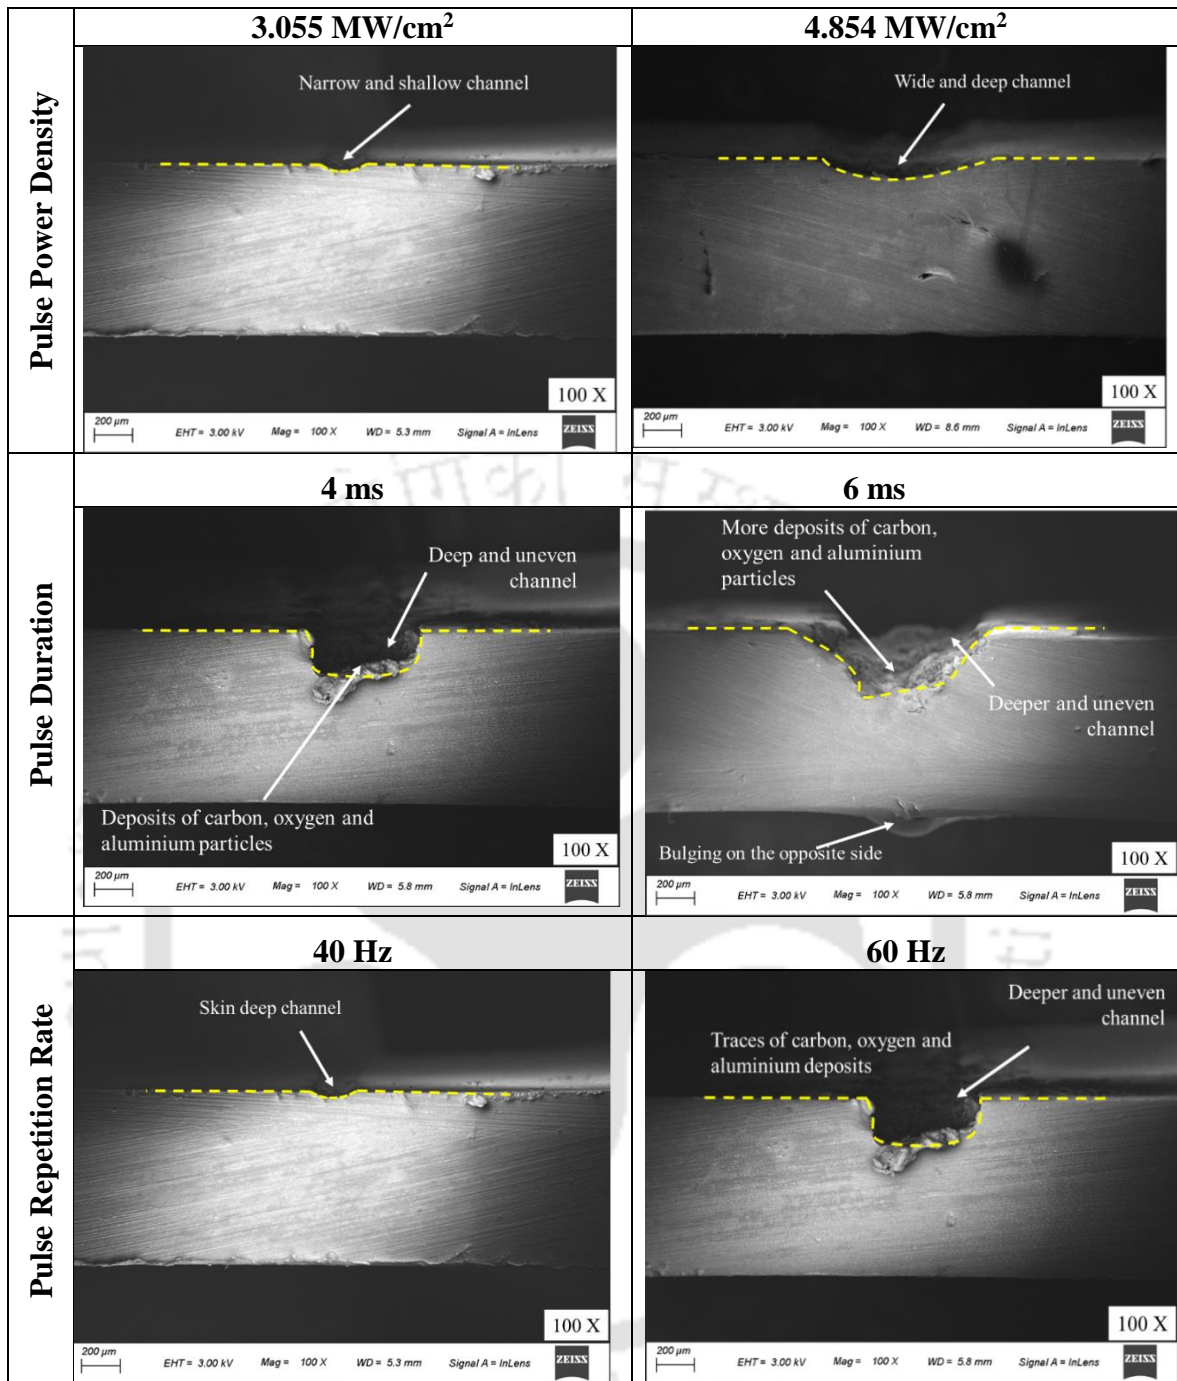 3.055 MW/cm²
4.854 MW/cm²
Pulse Power Density
Narrow and shallow channel
100 X
200 µm
EHT = 3.00 kV Mag = 100 X WD = 5.3 mm Signal A = InLens
ZEISS
Wide and deep channel
100 X
200 µm
EHT = 3.00 kV Mag = 100 X WD = 8.6 mm Signal A = InLens
ZEISS
4 ms
6 ms
Pulse Duration
Deep and uneven
channel
Deposits of carbon, oxygen and
aluminium particles
100 X
200 µm
EHT = 3.00 kV Mag = 100 X WD = 5.8 mm Signal A = InLens
ZEISS
More deposits of carbon,
oxygen and aluminium
particles
Deeper and uneven
channel
Bulging on the opposite side
100 X
200 µm
EHT = 3.00 kV Mag = 100 X WD = 5.8 mm Signal A = InLens
ZEISS
40 Hz
60 Hz
Pulse Repetition Rate
Skin deep channel
100 X
200 µm
EHT = 3.00 kV Mag = 100 X WD = 5.3 mm Signal A = InLens
ZEISS
Deeper and uneven
channel
Traces of carbon, oxygen and
aluminium deposits
100 X
200 µm
EHT = 3.00 kV Mag = 100 X WD = 5.8 mm Signal A = InLens
ZEISS